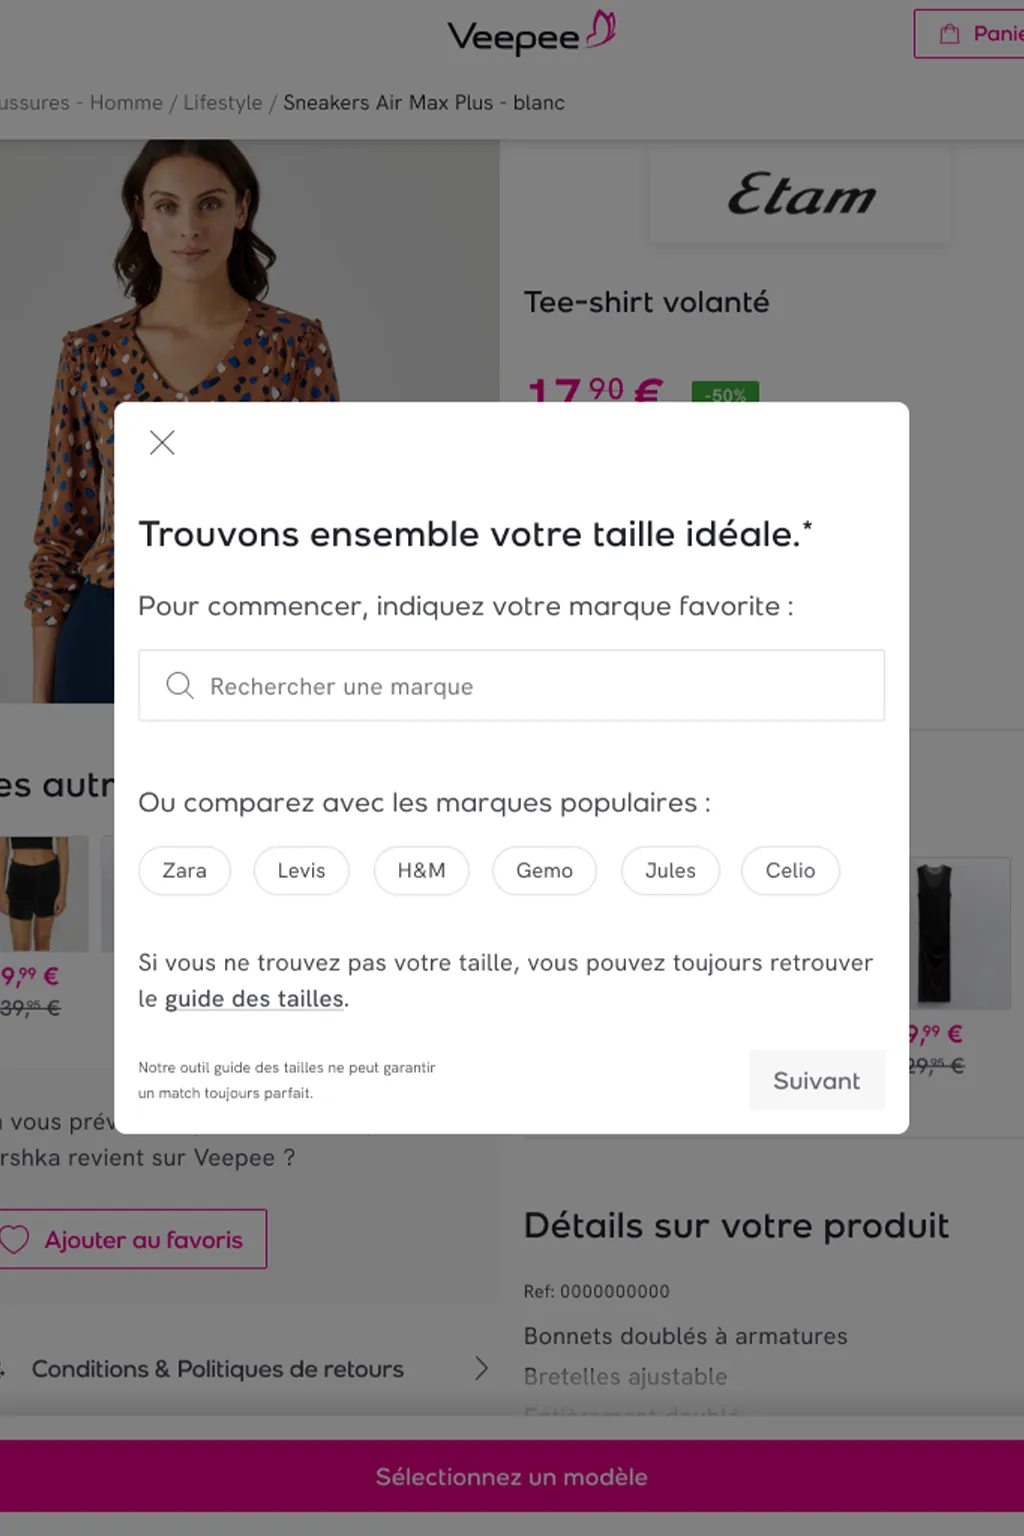 Veepee
Panie
ussures - Homme / Lifestyle / Sneakers Air Max Plus - blanc
Etam
Tee-shirt volanté
17,90 €
-50%
Trouvons ensemble votre taille idéale.*
Pour commencer, indiquez votre marque favorite :
Rechercher une marque
es autr
Ou comparez avec les marques populaires :
Zara Levis H&M Gemo Jules Celio
Si vous ne trouvez pas votre taille, vous pouvez toujours retrouver
le guide des tailles.
9,99 €
39,95 €
9,99 €
29,95 €
Notre outil guide des tailles ne peut garantir
un match toujours parfait.
Suivant
vous prév
rshka revient sur Veepee ?
Ajouter au favoris
Conditions & Politiques de retours
Détails sur votre produit
Ref: 0000000000
Bonnets doublés à armatures
Bretelles ajustable
Entièrement doublé
Sélectionnez un modèle